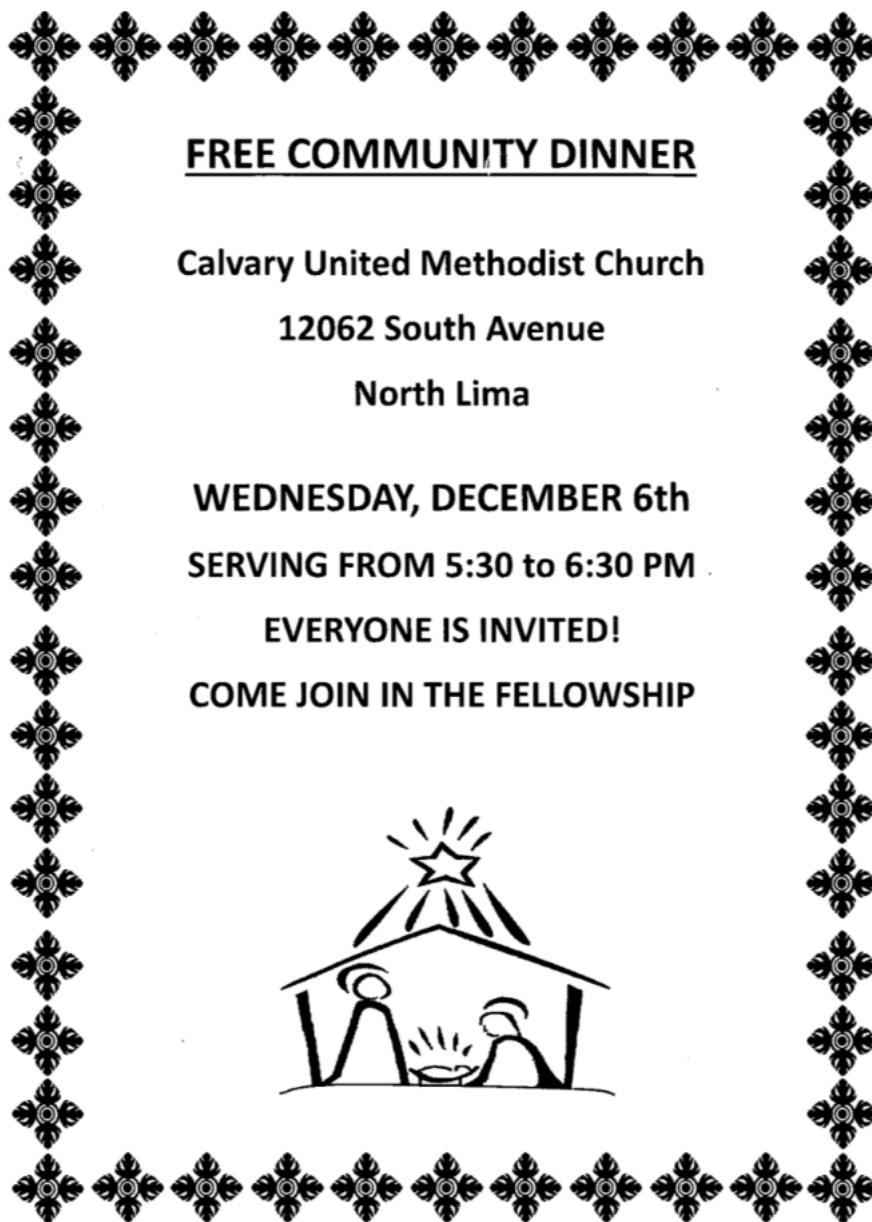 FREE COMMUNITY DINNER
Calvary United Methodist Church
12062 South Avenue
North Lima
WEDNESDAY, DECEMBER 6th
SERVING FROM 5:30 to 6:30 PM
EVERYONE IS INVITED!
COME JOIN IN THE FELLOWSHIP